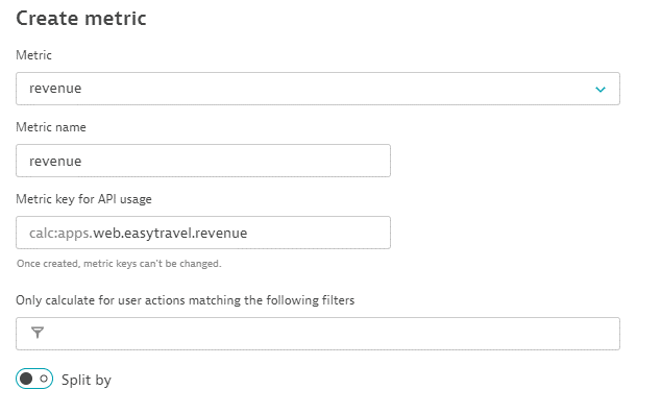 Create metric
Metric
revenue
Metric name
revenue
Metric key for API usage
calc:apps.web.easytravel.revenue
Once created, metric keys can't be changed.
Only calculate for user actions matching the following filters
Split by